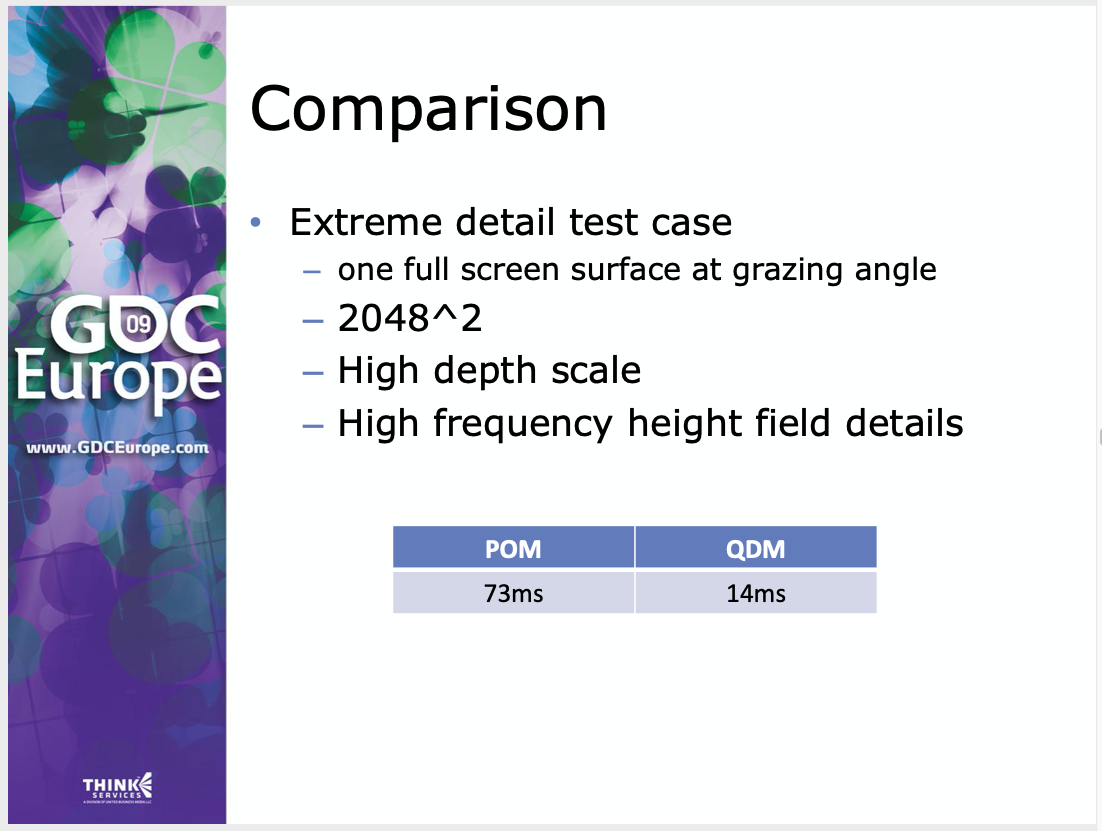 Comparison
• Extreme detail test case
– one full screen surface at grazing angle
– 2048^2
– High depth scale
– High frequency height field details
POM QDM
73ms 14ms
GDC
09
Europe
www.GDCEurope.com
THINK
SERVICES
A DIVISION OF UNITED BUSINESS MEDIA LLC